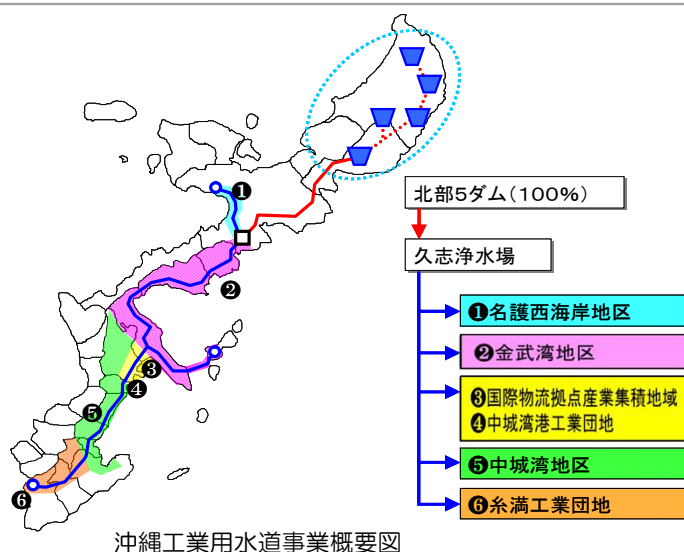 ❶
❷
❸
❹
❺
❻
北部5ダム(100%)
久志浄水場
❶名護西海岸地区
❷金武湾地区
❸国際物流拠点産業集積地域
❹中城湾港工業団地
❺中城湾地区
❻糸満工業団地
沖縄工業用水道事業概要図